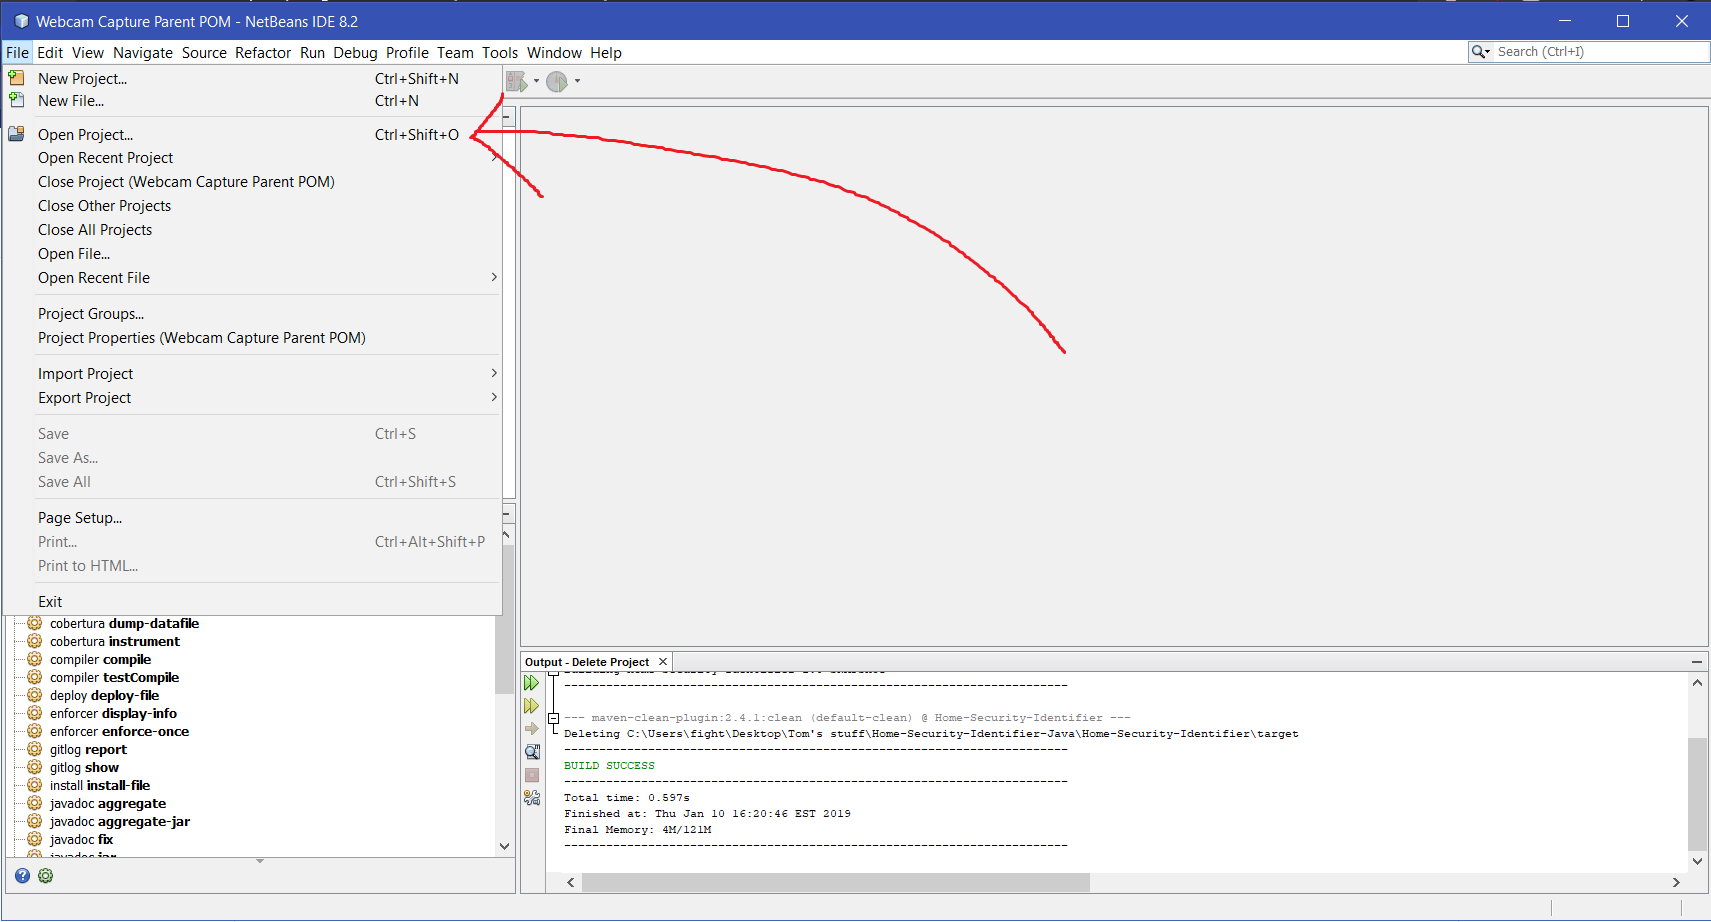 Webcam Capture Parent POM - NetBeans IDE 8.2
File Edit View Navigate Source Refactor Run Debug Profile Team Tools Window Help
Search (Ctrl+I)
New Project... Ctrl+Shift+N
New File... Ctrl+N
Open Project... Ctrl+Shift+O
Open Recent Project
Close Project (Webcam Capture Parent POM)
Close Other Projects
Close All Projects
Open File...
Open Recent File
Project Groups...
Project Properties (Webcam Capture Parent POM)
Import Project
Export Project
Save Ctrl+S
Save As...
Save All Ctrl+Shift+S
Page Setup...
Print... Ctrl+Alt+Shift+P
Print to HTML...
Exit
cobertura dump-datafile
cobertura instrument
compiler compile
compiler testCompile
deploy deploy-file
enforcer display-info
enforcer enforce-once
gitlog report
gitlog show
install install-file
javadoc aggregate
javadoc aggregate-jar
javadoc fix
javadoc jar
Output - Delete Project
------------------------------------------------------------------------
--- maven-clean-plugin:2.4.1:clean (default-clean) @ Home-Security-Identifier ---
Deleting C:\Users\fight\Desktop\Tom's stuff\Home-Security-Identifier-Java\Home-Security-Identifier\target
------------------------------------------------------------------------
BUILD SUCCESS
------------------------------------------------------------------------
Total time: 0.597s
Finished at: Thu Jan 10 16:20:46 EST 2019
Final Memory: 4M/121M
------------------------------------------------------------------------